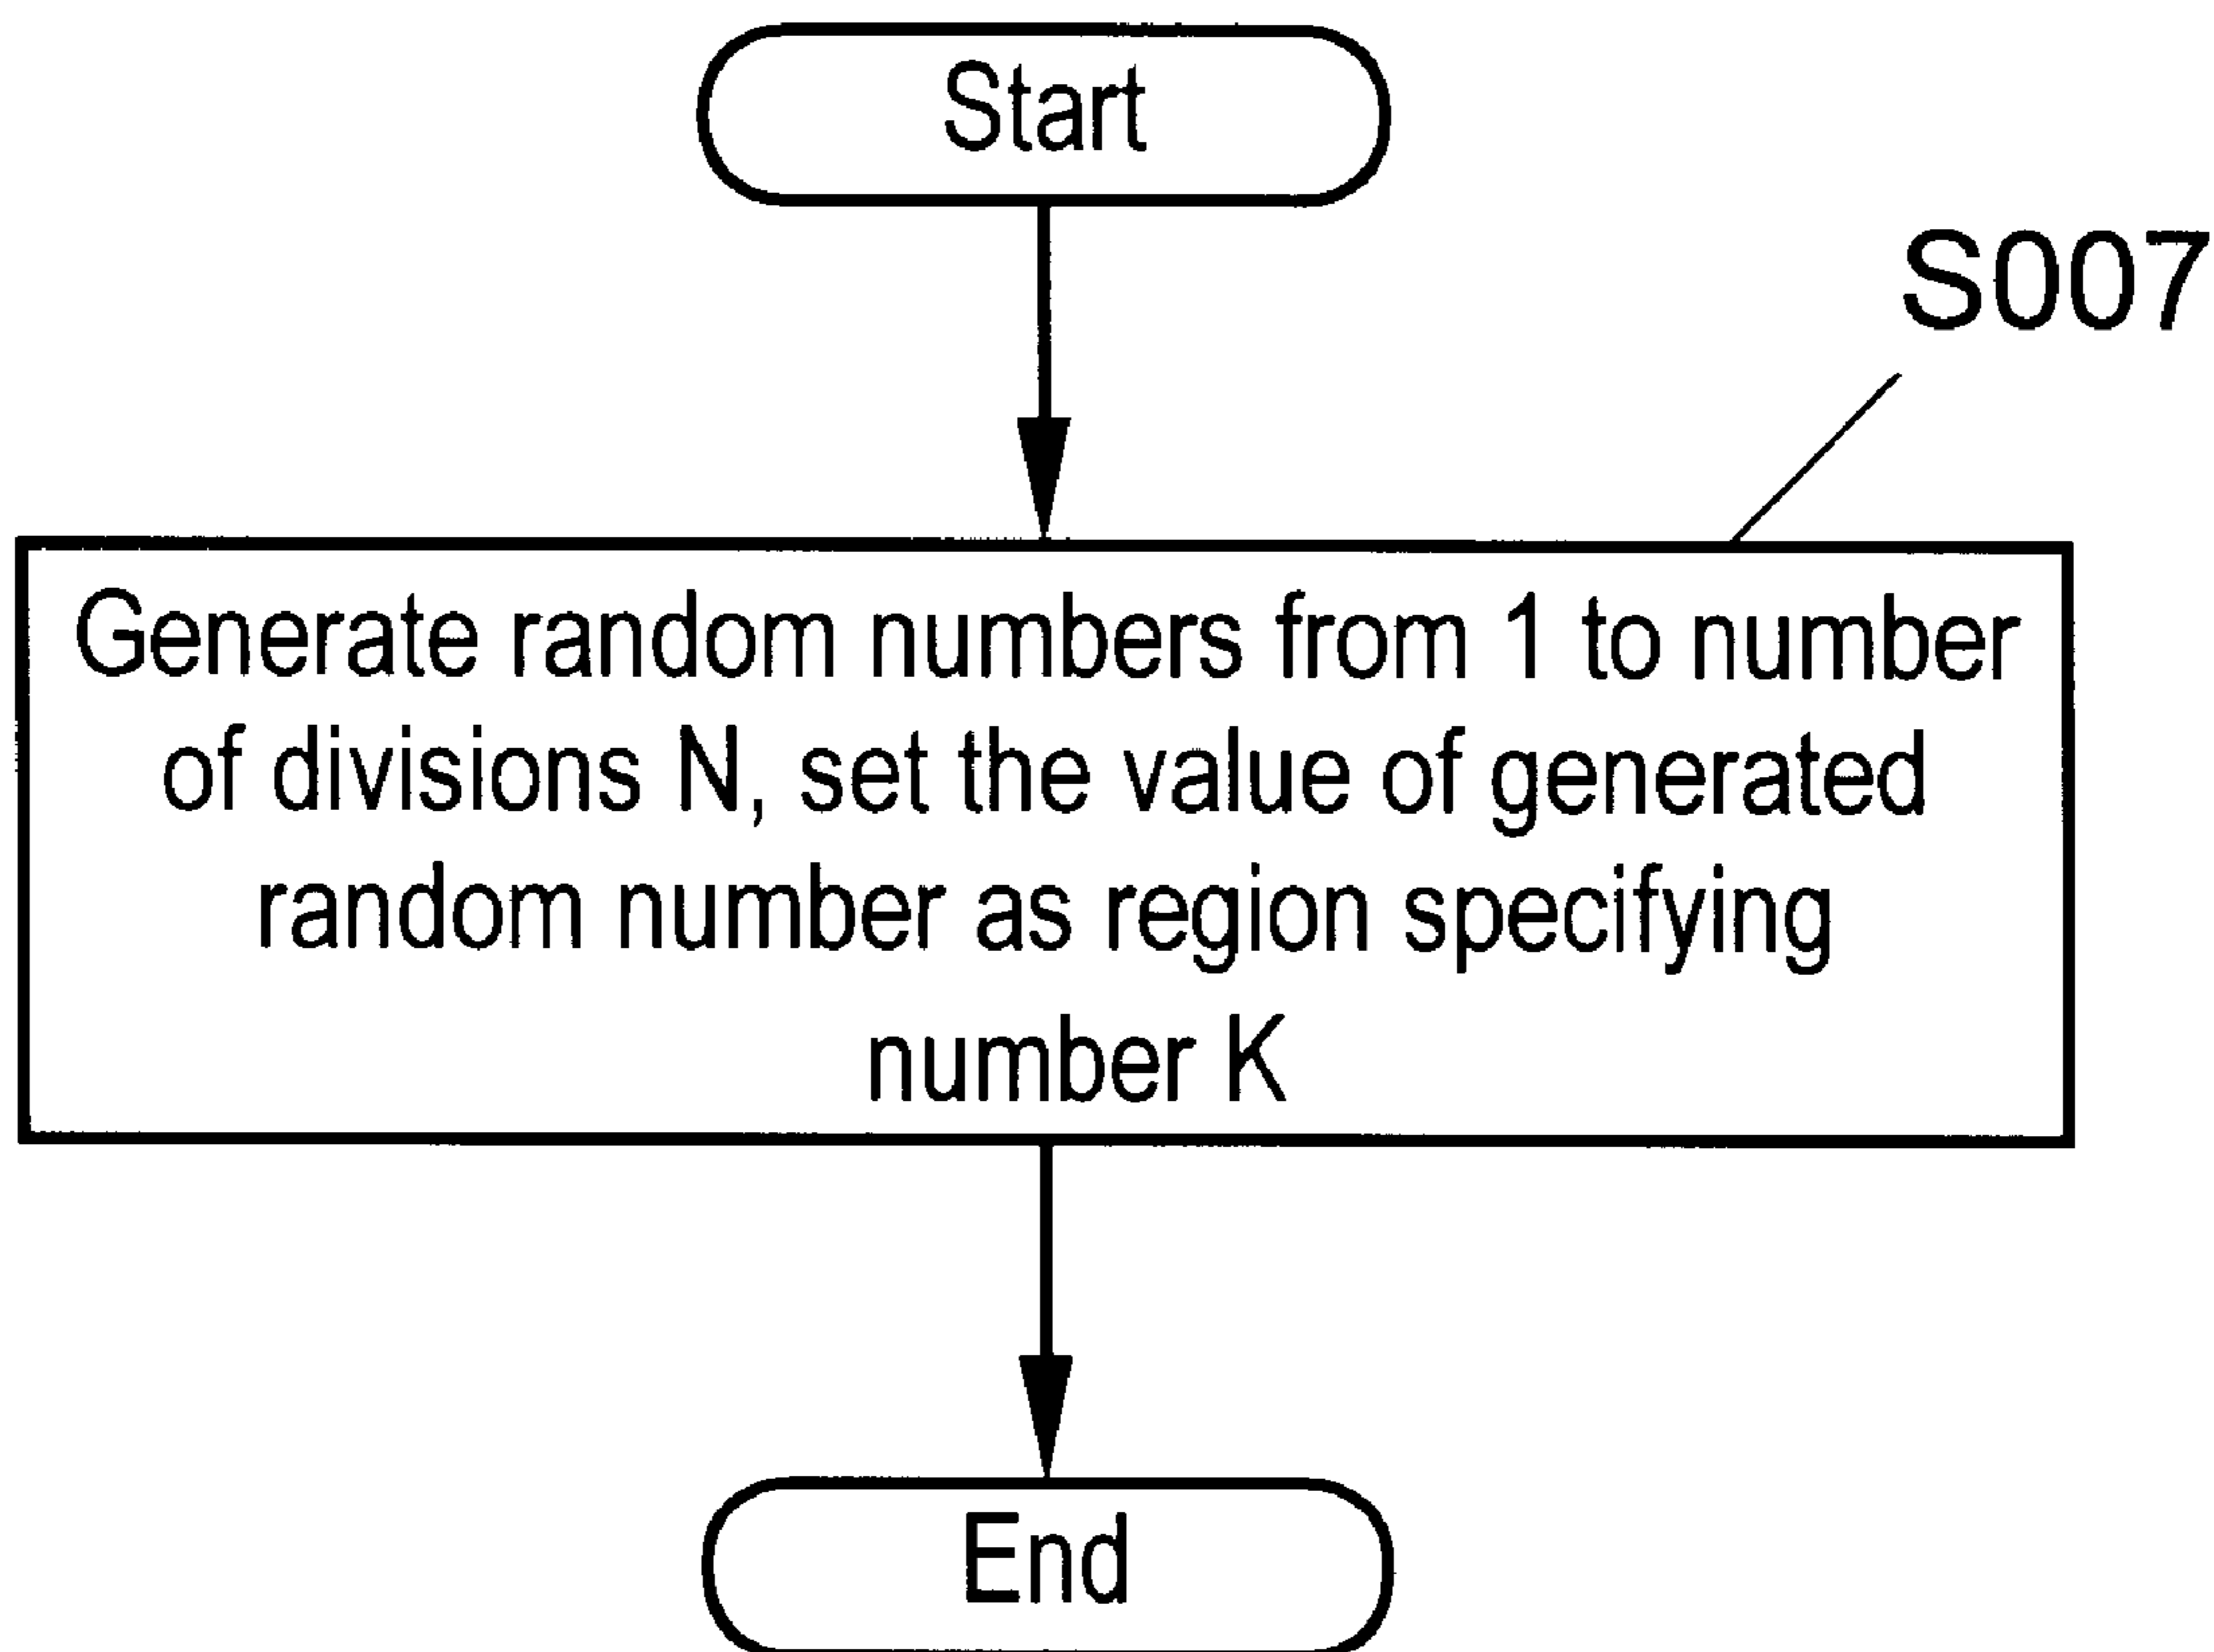 Start
S007
Generate random numbers from 1 to number
of divisions N, set the value of generated
random number as region specifying
number K
End